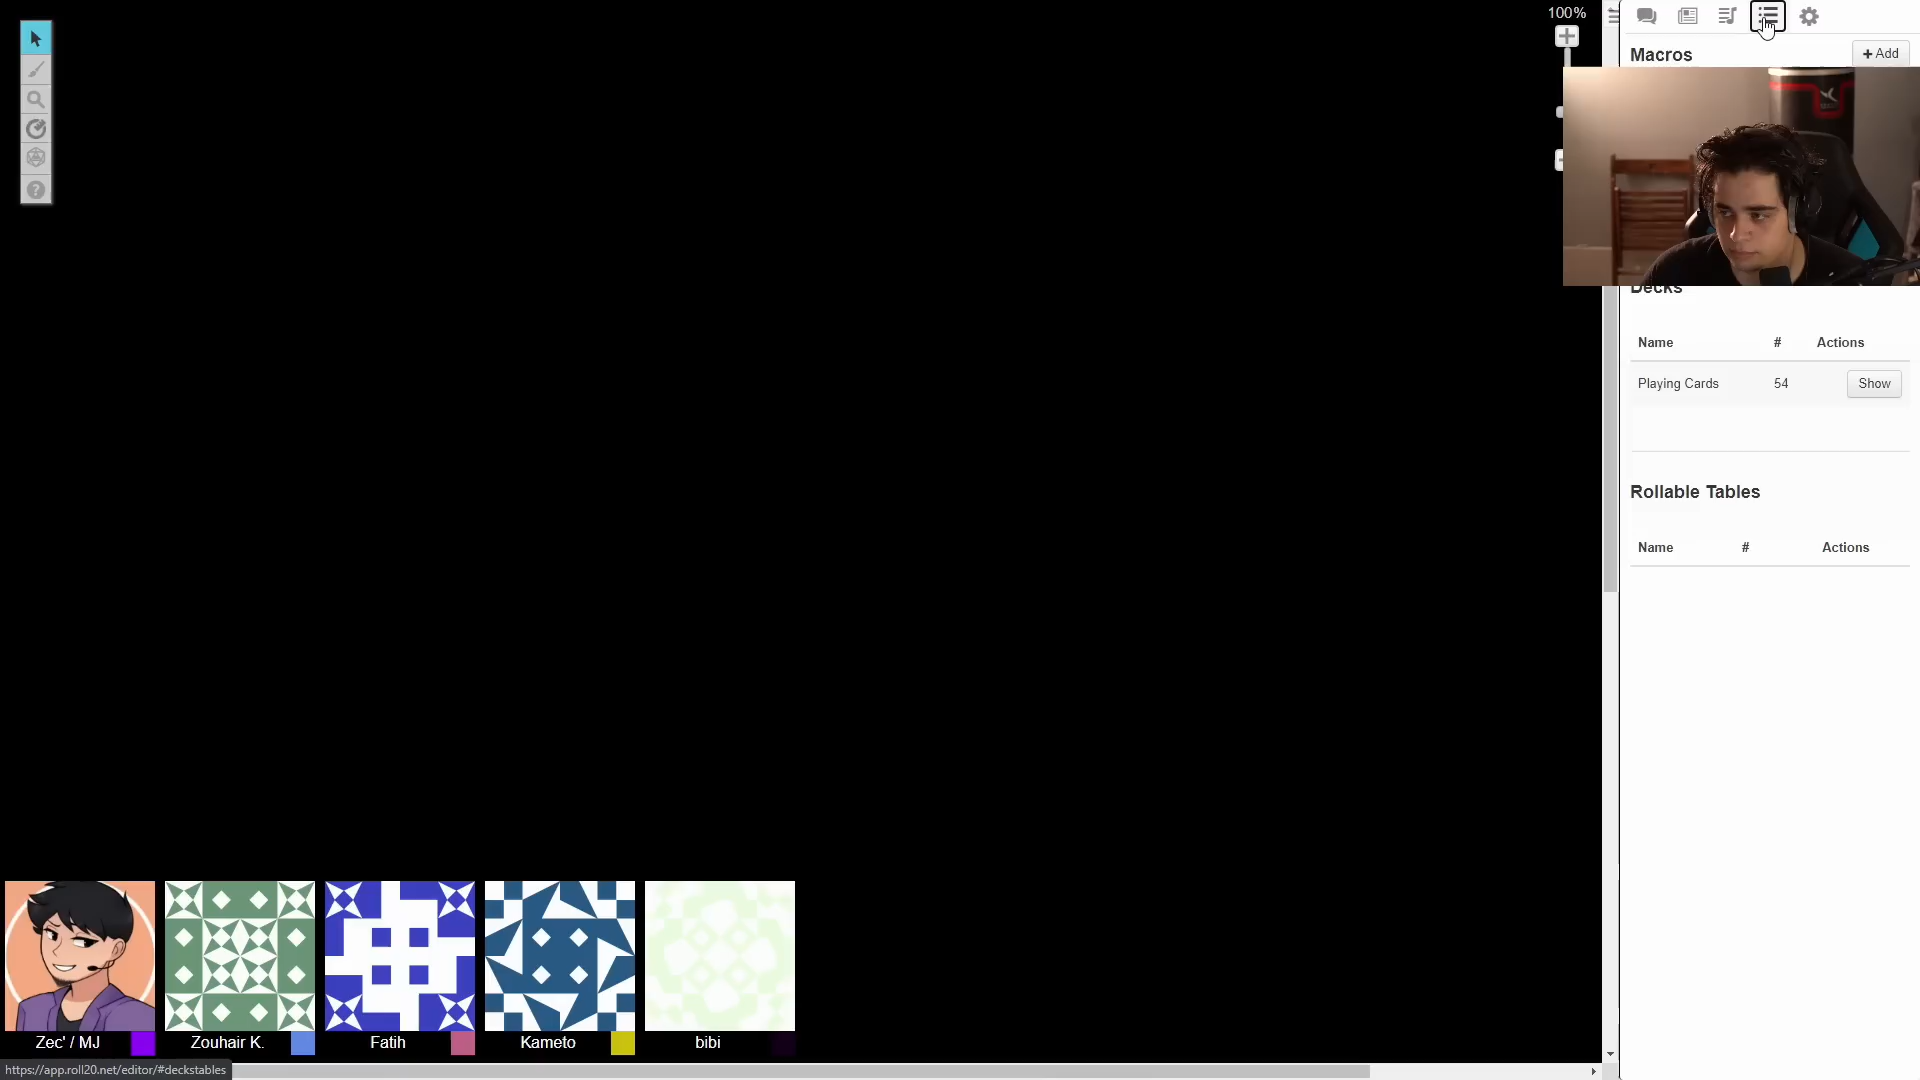 100%
Macros
+ Add
Decks
Name # Actions
Playing Cards 54 Show
Rollable Tables
Name # Actions
Zec' / MJ
Zouhair K.
Fatih
Kameto
bibi
https://app.roll20.net/editor/#deckstables